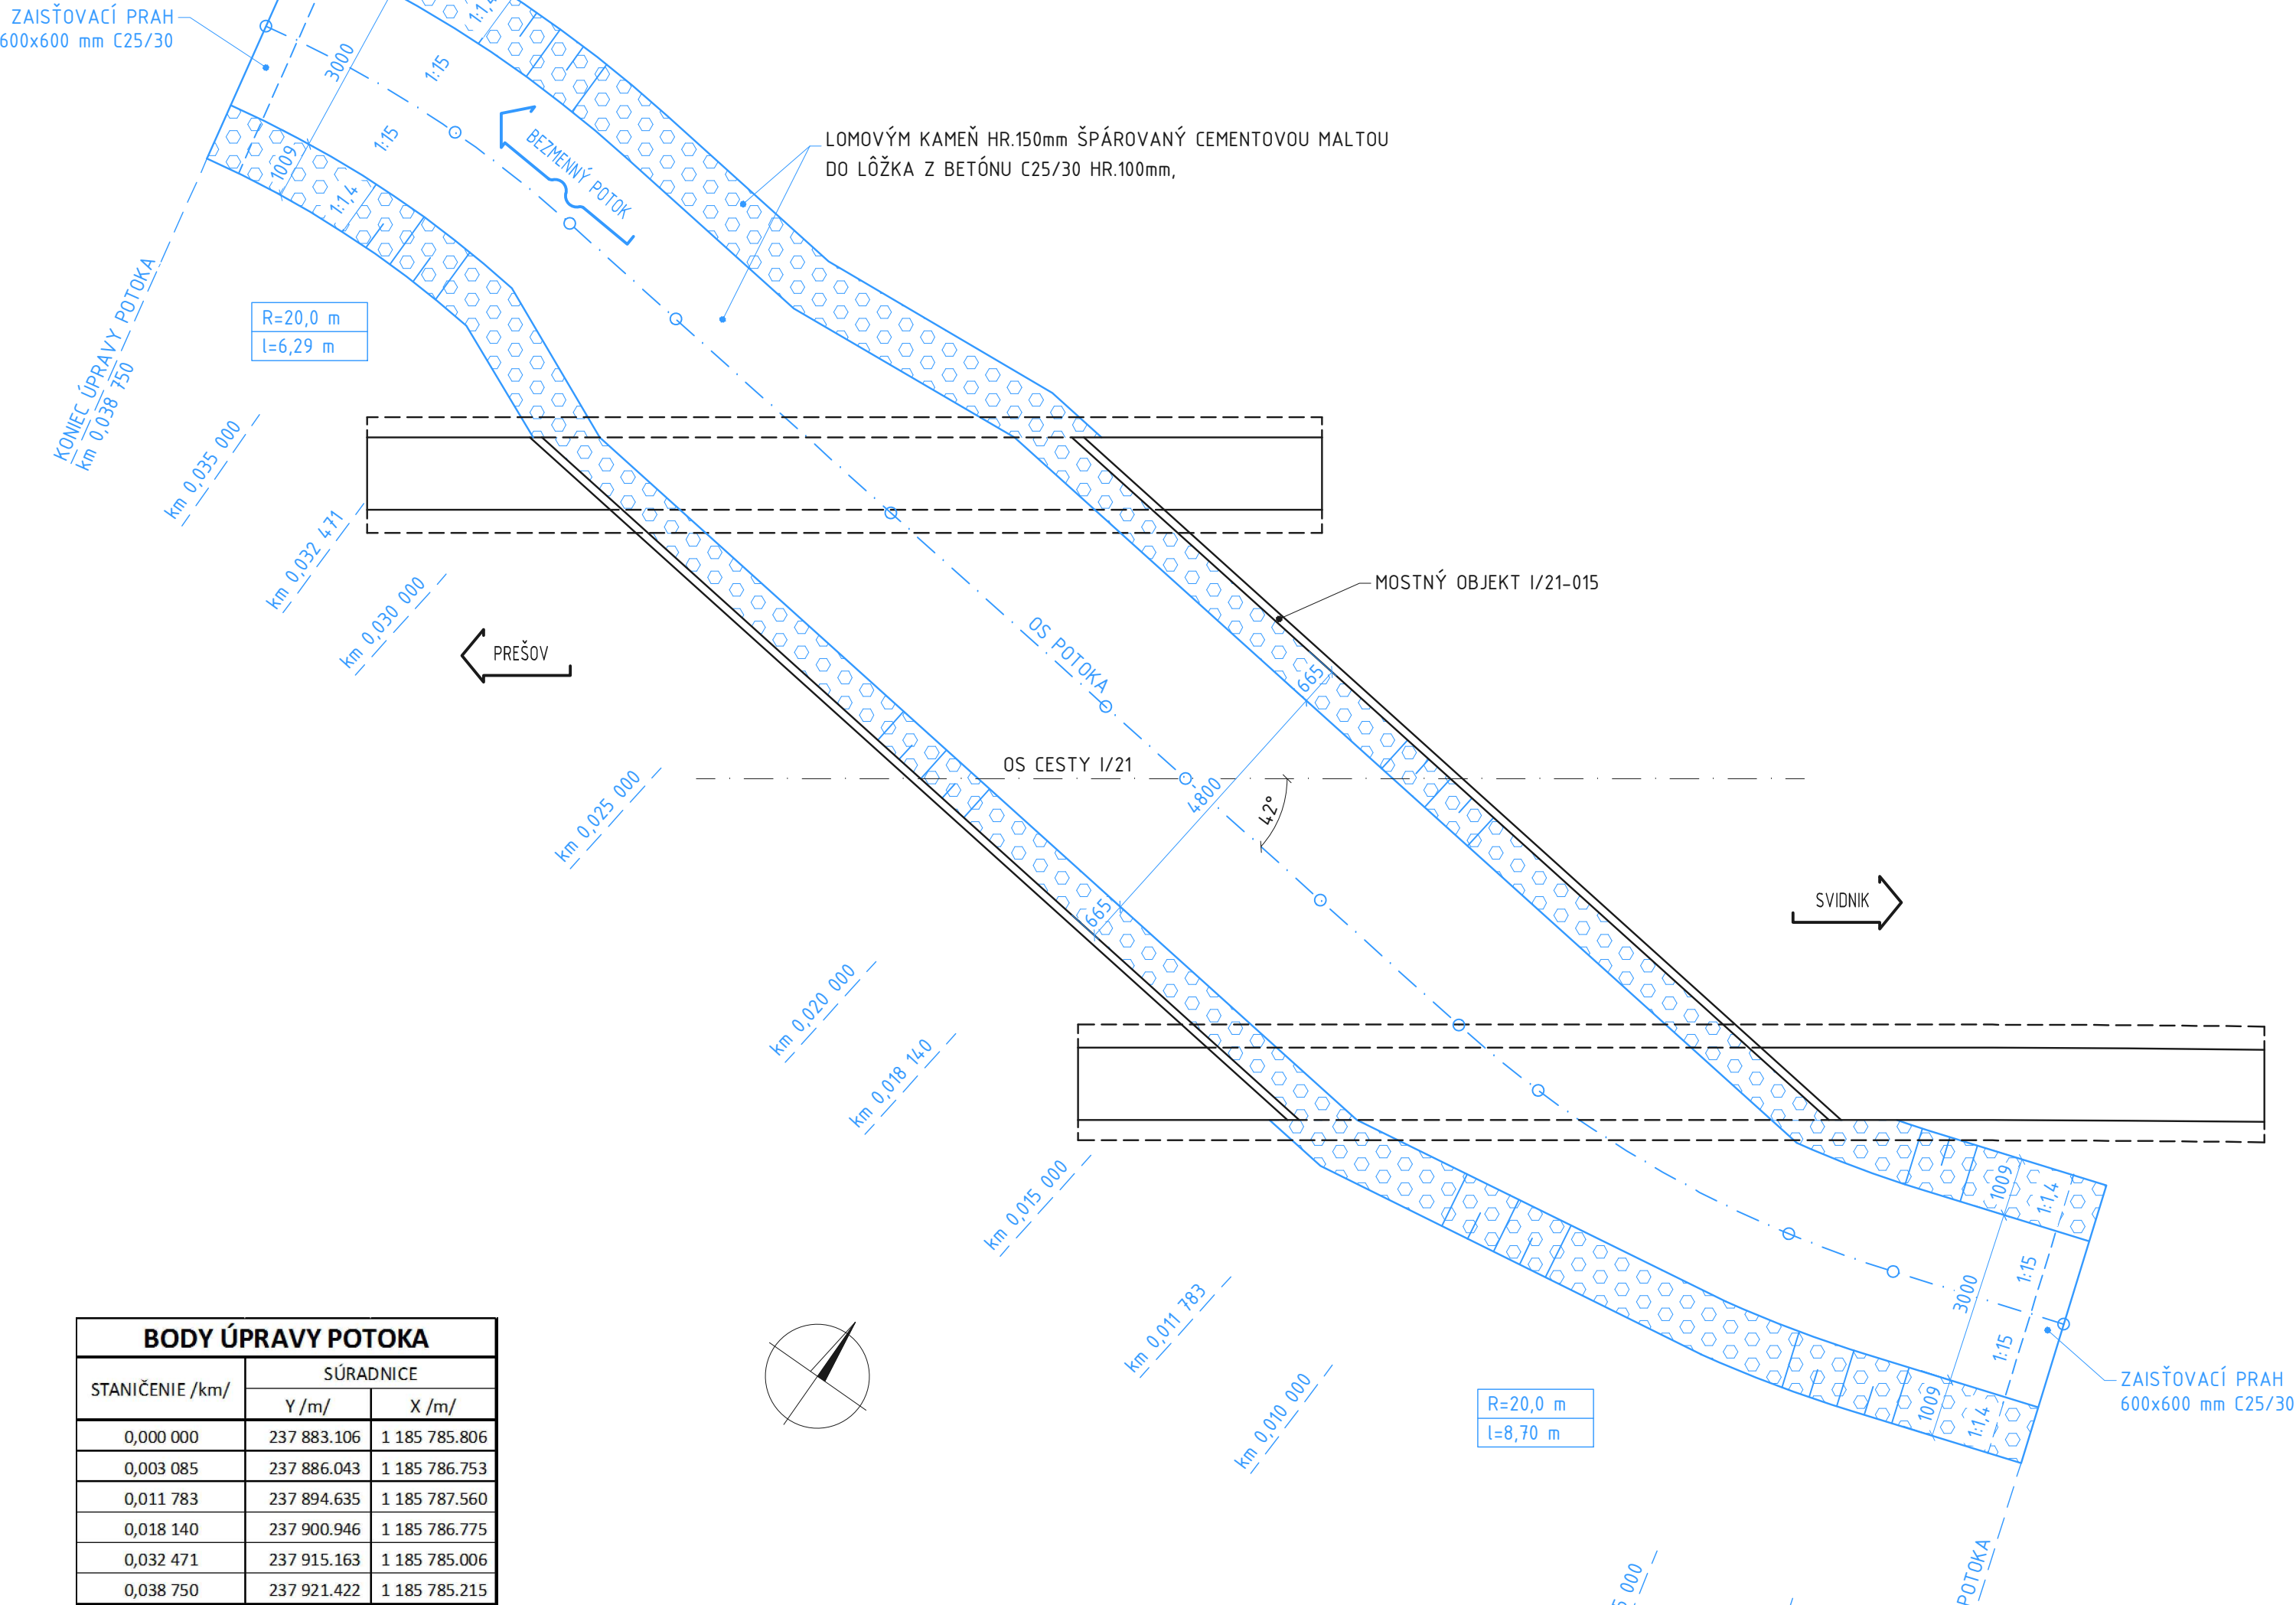 ZAISŤOVACÍ PRAH
600x600 mm C25/30
3000
1:1,4
1:15
1:15
1009
1:1,4
BEZMENNÝ POTOK
LOMOVÝM KAMEŇ HR.150mm ŠPÁROVANÝ CEMENTOVOU MALTOU
DO LÔŽKA Z BETÓNU C25/30 HR.100mm,
KONIEC ÚPRAVY POTOKA
km 0,038 750
R=20,0 m
l=6,29 m
km 0,035 000
km 0,032 471
km 0,030 000
PREŠOV
MOSTNÝ OBJEKT I/21-015
OS POTOKA
665
OS CESTY I/21
4800
42°
665
km 0,025 000
SVIDNIK
km 0,020 000
km 0,018 140
km 0,015 000
km 0,011 783
km 0,010 000
1009
1:1,4
1:15
3000
1:15
1009
1:1,4
R=20,0 m
l=8,70 m
ZAISŤOVACÍ PRAH
600x600 mm C25/30
000
POTOKA
BODY ÚPRAVY POTOKA
STANIČENIE /km/ SÚRADNICE
Y /m/ X /m/
0,000 000 237 883.106 1 185 785.806
0,003 085 237 886.043 1 185 786.753
0,011 783 237 894.635 1 185 787.560
0,018 140 237 900.946 1 185 786.775
0,032 471 237 915.163 1 185 785.006
0,038 750 237 921.422 1 185 785.215